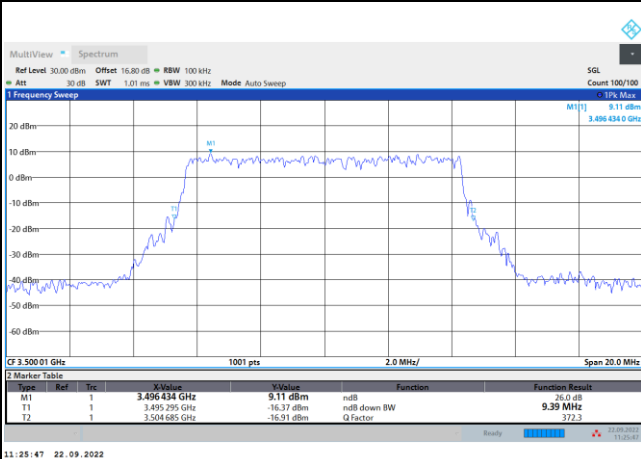 MultiView Spectrum
Ref Level 30.00 dBm Offset 16.80 dB RBW 100 kHz SGL
Att 30 dB SWT 1.01 ms VBW 300 kHz Mode Auto Sweep Count 100/100
1 Frequency Sweep 1Pk Max
M1[1] 9.11 dBm
3.496 434 0 GHz
20 dBm
M1
10 dBm
0 dBm
-10 dBm
T1 T2
-20 dBm
-30 dBm
-40 dBm
-50 dBm
-60 dBm
CF 3.500 01 GHz 1001 pts 2.0 MHz/ Span 20.0 MHz
2 Marker Table
Type Ref Trc X-Value Y-Value Function Function Result
M1 1 3.496 434 GHz 9.11 dBm ndB 26.0 dB
T1 1 3.495 295 GHz -16.37 dBm ndB down BW 9.39 MHz
T2 1 3.504 685 GHz -16.91 dBm Q Factor 372.3
Ready 22.09.2022
11:25:47
11:25:47 22.09.2022